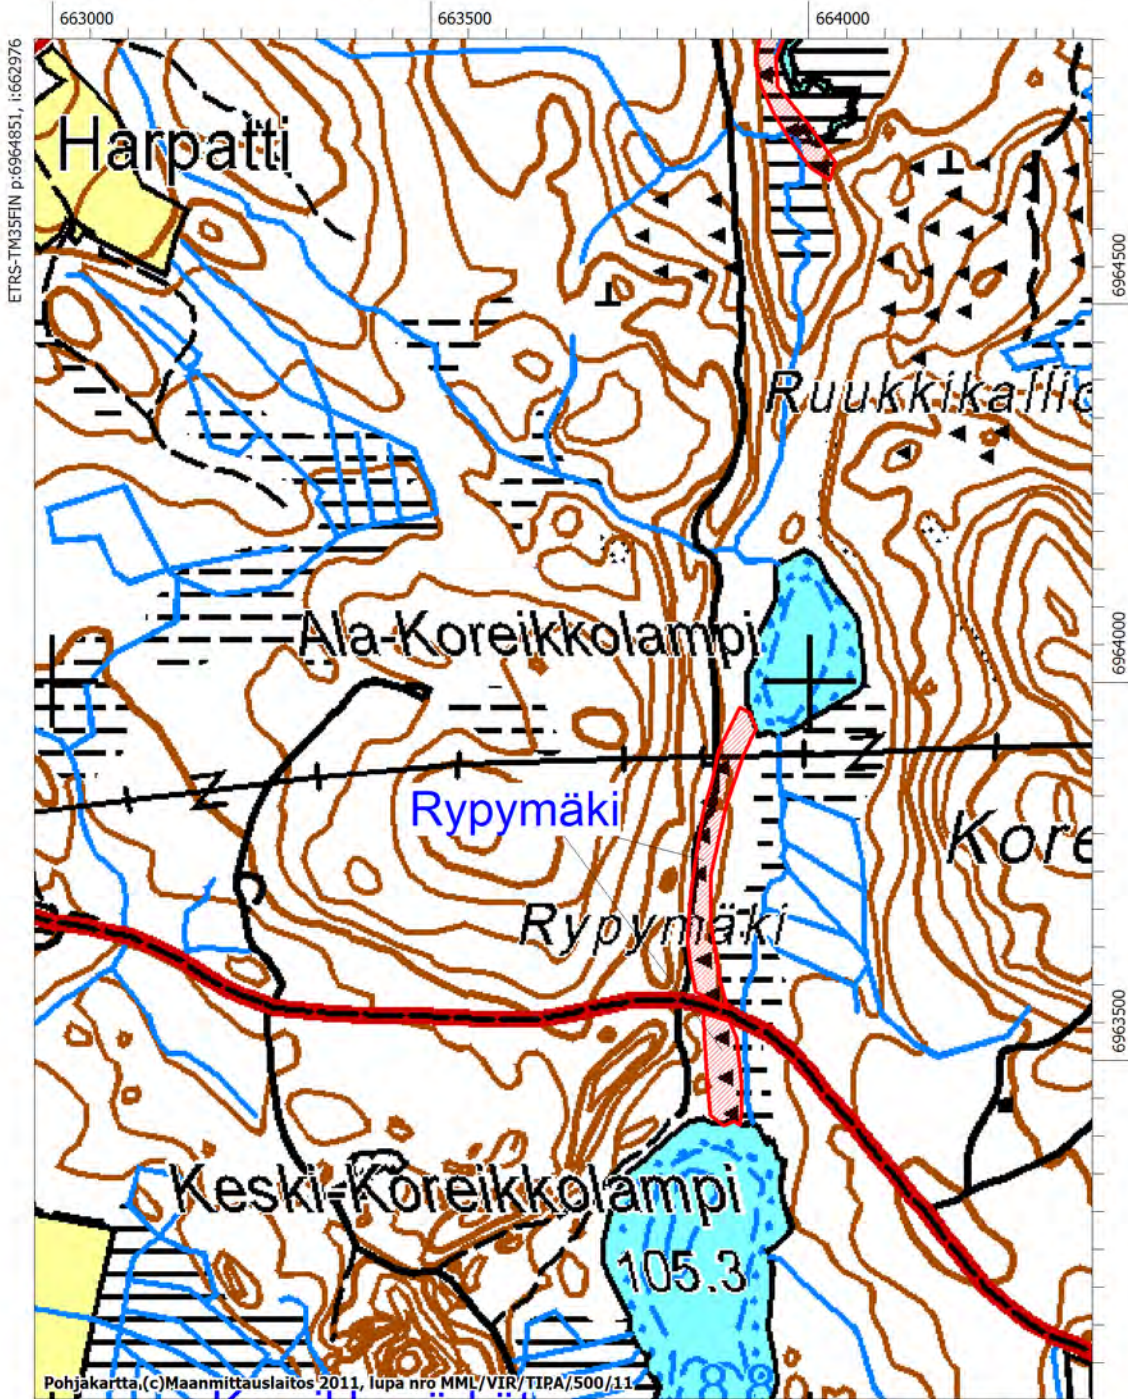 663000
663500
664000
ETRS-TM35FIN p:6964851, i:662976
Harpatti
6964500
Ruukkikallio
Ala-Koreikkolampi
6964000
Rypymäki
Kore
Rypymäki
6963500
Keski-Koreikkolampi
105.3
Pohjakartta (c)Maanmittauslaitos 2011, lupa nro MML/VIR/TIPA/500/11